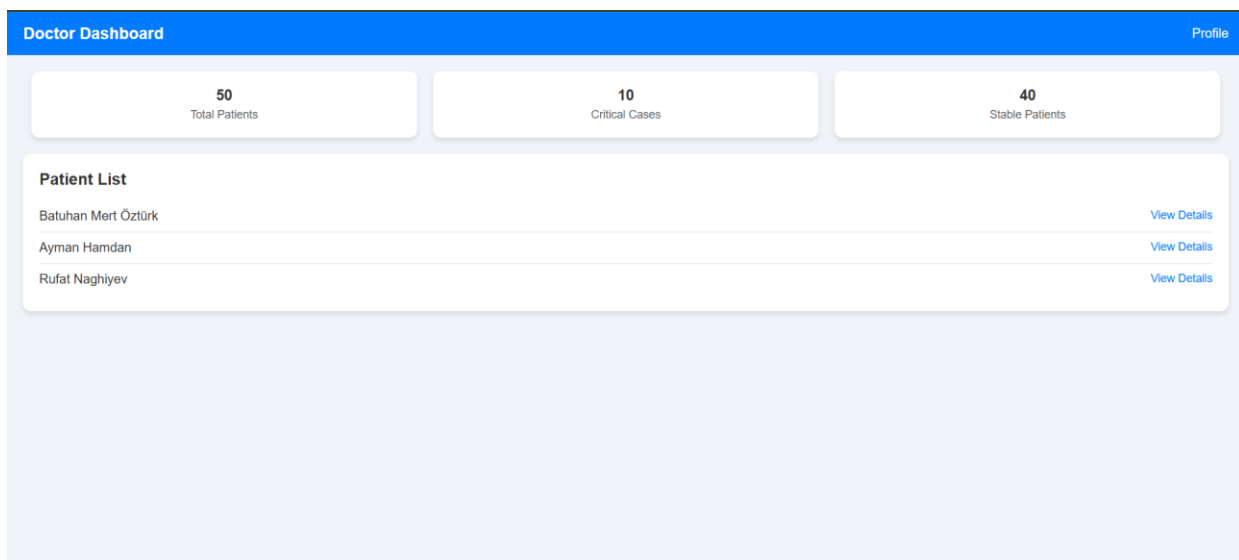 Doctor Dashboard Profile
50 10 40
Total Patients Critical Cases Stable Patients
Patient List
Batuhan Mert Öztürk View Details
Ayman Hamdan View Details
Rufat Naghiyev View Details